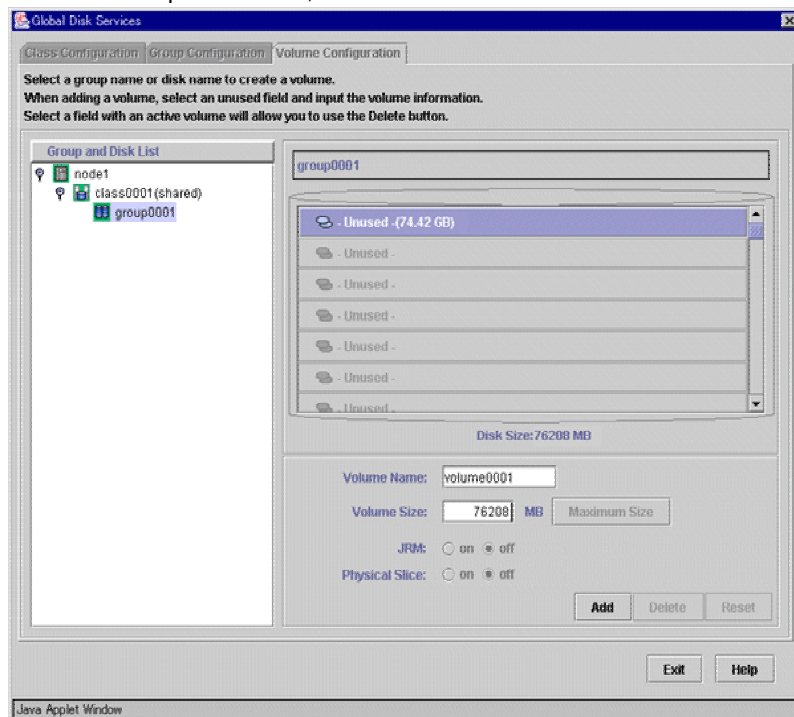 Global Disk Services
Class Configuration Group Configuration Volume Configuration
Select a group name or disk name to create a volume.
When adding a volume, select an unused field and input the volume information.
Select a field with an active volume will allow you to use the Delete button.
Group and Disk List
node1
class0001(shared)
group0001
group0001
- Unused -(74.42 GB)
- Unused -
- Unused -
- Unused -
- Unused -
- Unused -
- Unused -
Disk Size:76208 MB
Volume Name: volume0001
Volume Size: 76208 MB Maximum Size
JRM: on off
Physical Slice: on off
Add Delete Reset
Exit Help
Java Applet Window